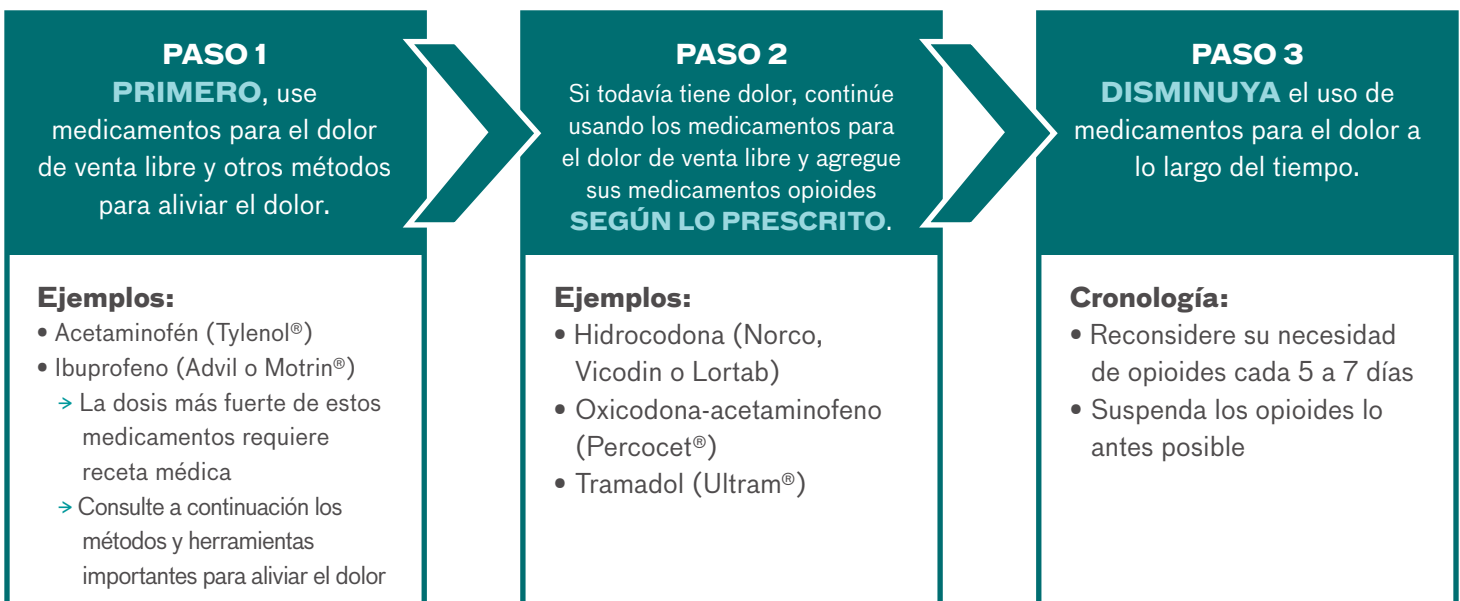 PASO 1
PRIMERO, use
medicamentos para el dolor
de venta libre y otros métodos
para aliviar el dolor.
Ejemplos:
• Acetaminofén (Tylenol®)
• Ibuprofeno (Advil o Motrin®)
→ La dosis más fuerte de estos
medicamentos requiere
receta médica
→ Consulte a continuación los
métodos y herramientas
importantes para aliviar el dolor
PASO 2
Si todavía tiene dolor, continúe
usando los medicamentos para
el dolor de venta libre y agregue
sus medicamentos opioides
SEGÚN LO PRESCRITO.
Ejemplos:
• Hidrocodona (Norco,
Vicodin o Lortab)
• Oxicodona-acetaminofeno
(Percocet®)
• Tramadol (Ultram®)
PASO 3
DISMINUYA el uso de
medicamentos para el dolor a
lo largo del tiempo.
Cronología:
• Reconsidere su necesidad
de opioides cada 5 a 7 días
• Suspenda los opioides lo
antes posible